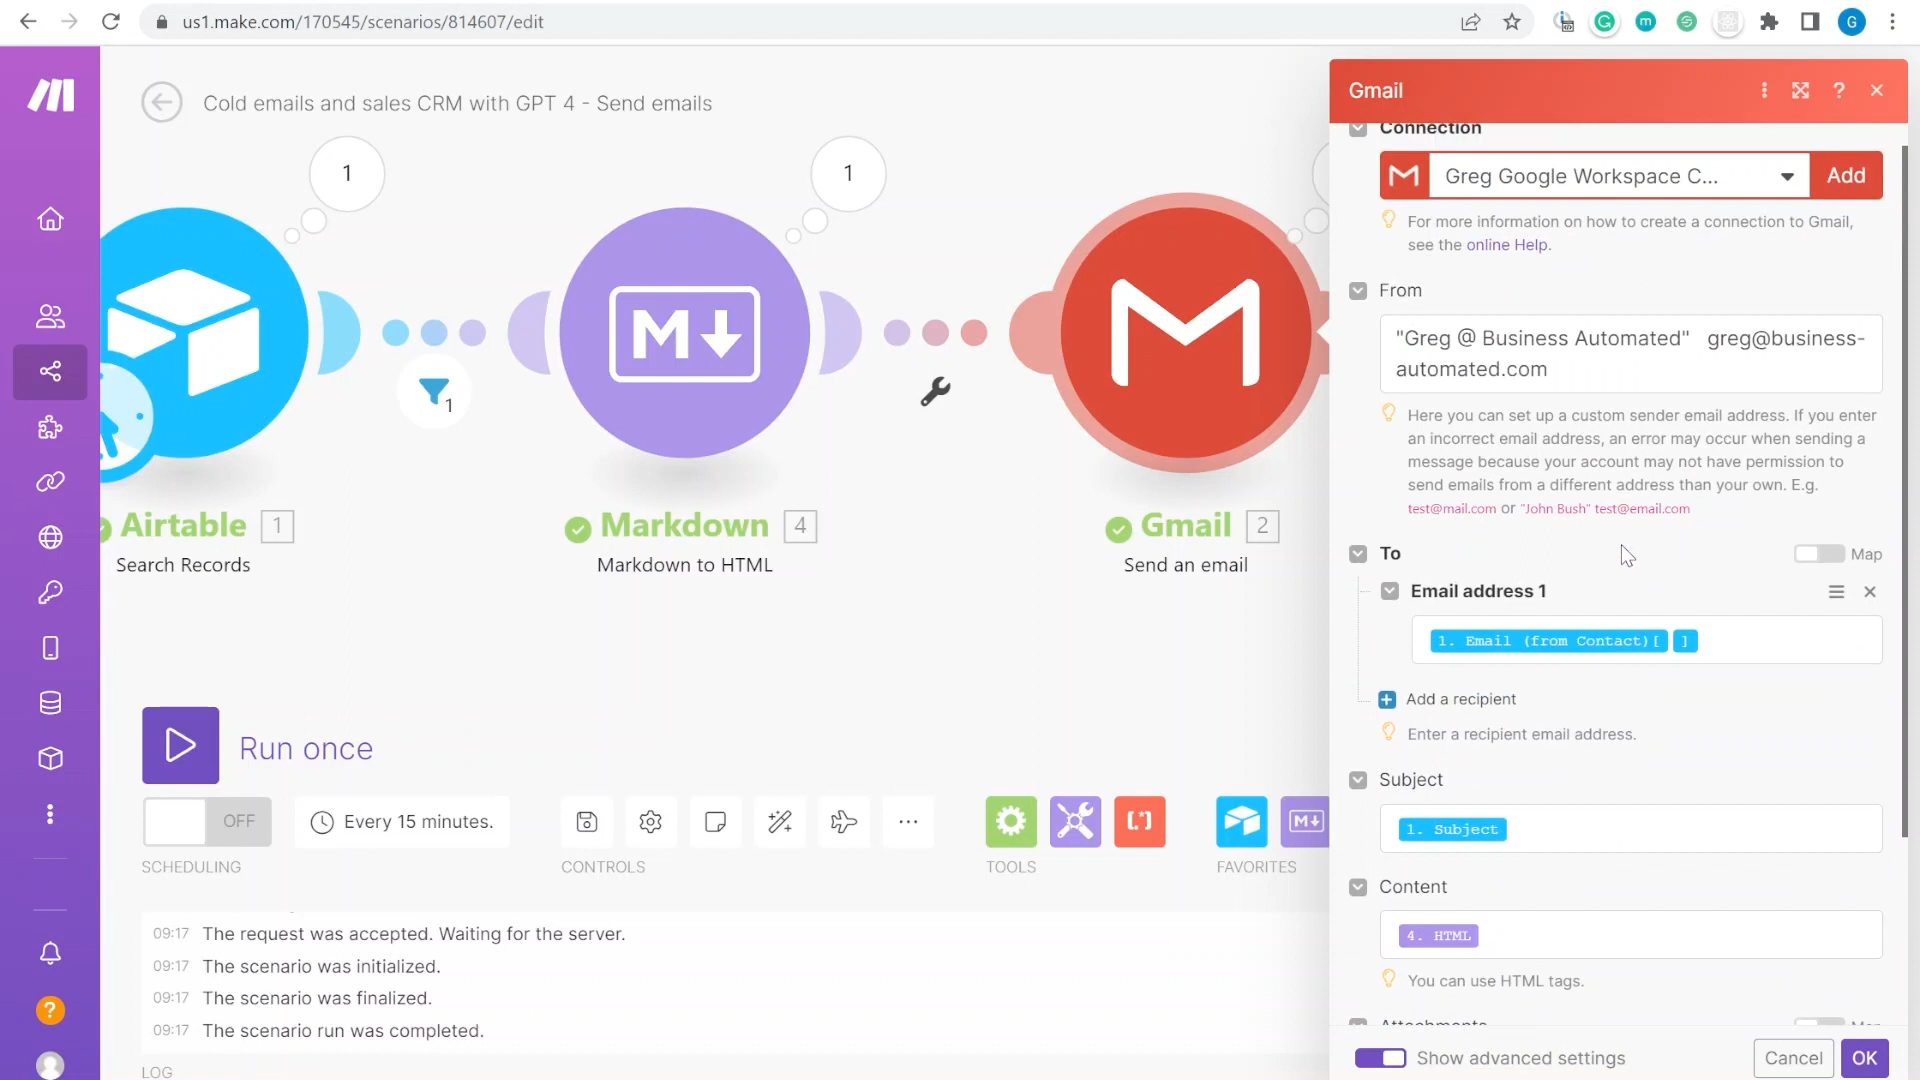 us1.make.com/170545/scenarios/814607/edit
G
m
G
Cold emails and sales CRM with GPT 4 - Send emails
1
1
1
M
Airtable 1
Search Records
Markdown 4
Markdown to HTML
Gmail 2
Send an email
Run once
OFF
Every 15 minutes.
SCHEDULING
CONTROLS
TOOLS
FAVORITES
09:17 The request was accepted. Waiting for the server.
09:17 The scenario was initialized.
09:17 The scenario was finalized.
09:17 The scenario run was completed.
LOG
Gmail
Connection
Greg Google Workspace C...
Add
For more information on how to create a connection to Gmail,
see the online Help.
From
"Greg @ Business Automated" greg@business-
automated.com
Here you can set up a custom sender email address. If you enter
an incorrect email address, an error may occur when sending a
message because your account may not have permission to
send emails from a different address than your own. E.g.
test@mail.com or "John Bush" test@email.com
To
Map
Email address 1
1. Email (from Contact)[ ]
Add a recipient
Enter a recipient email address.
Subject
1. Subject
Content
4. HTML
You can use HTML tags.
Attachments
Map
Show advanced settings
Cancel
OK